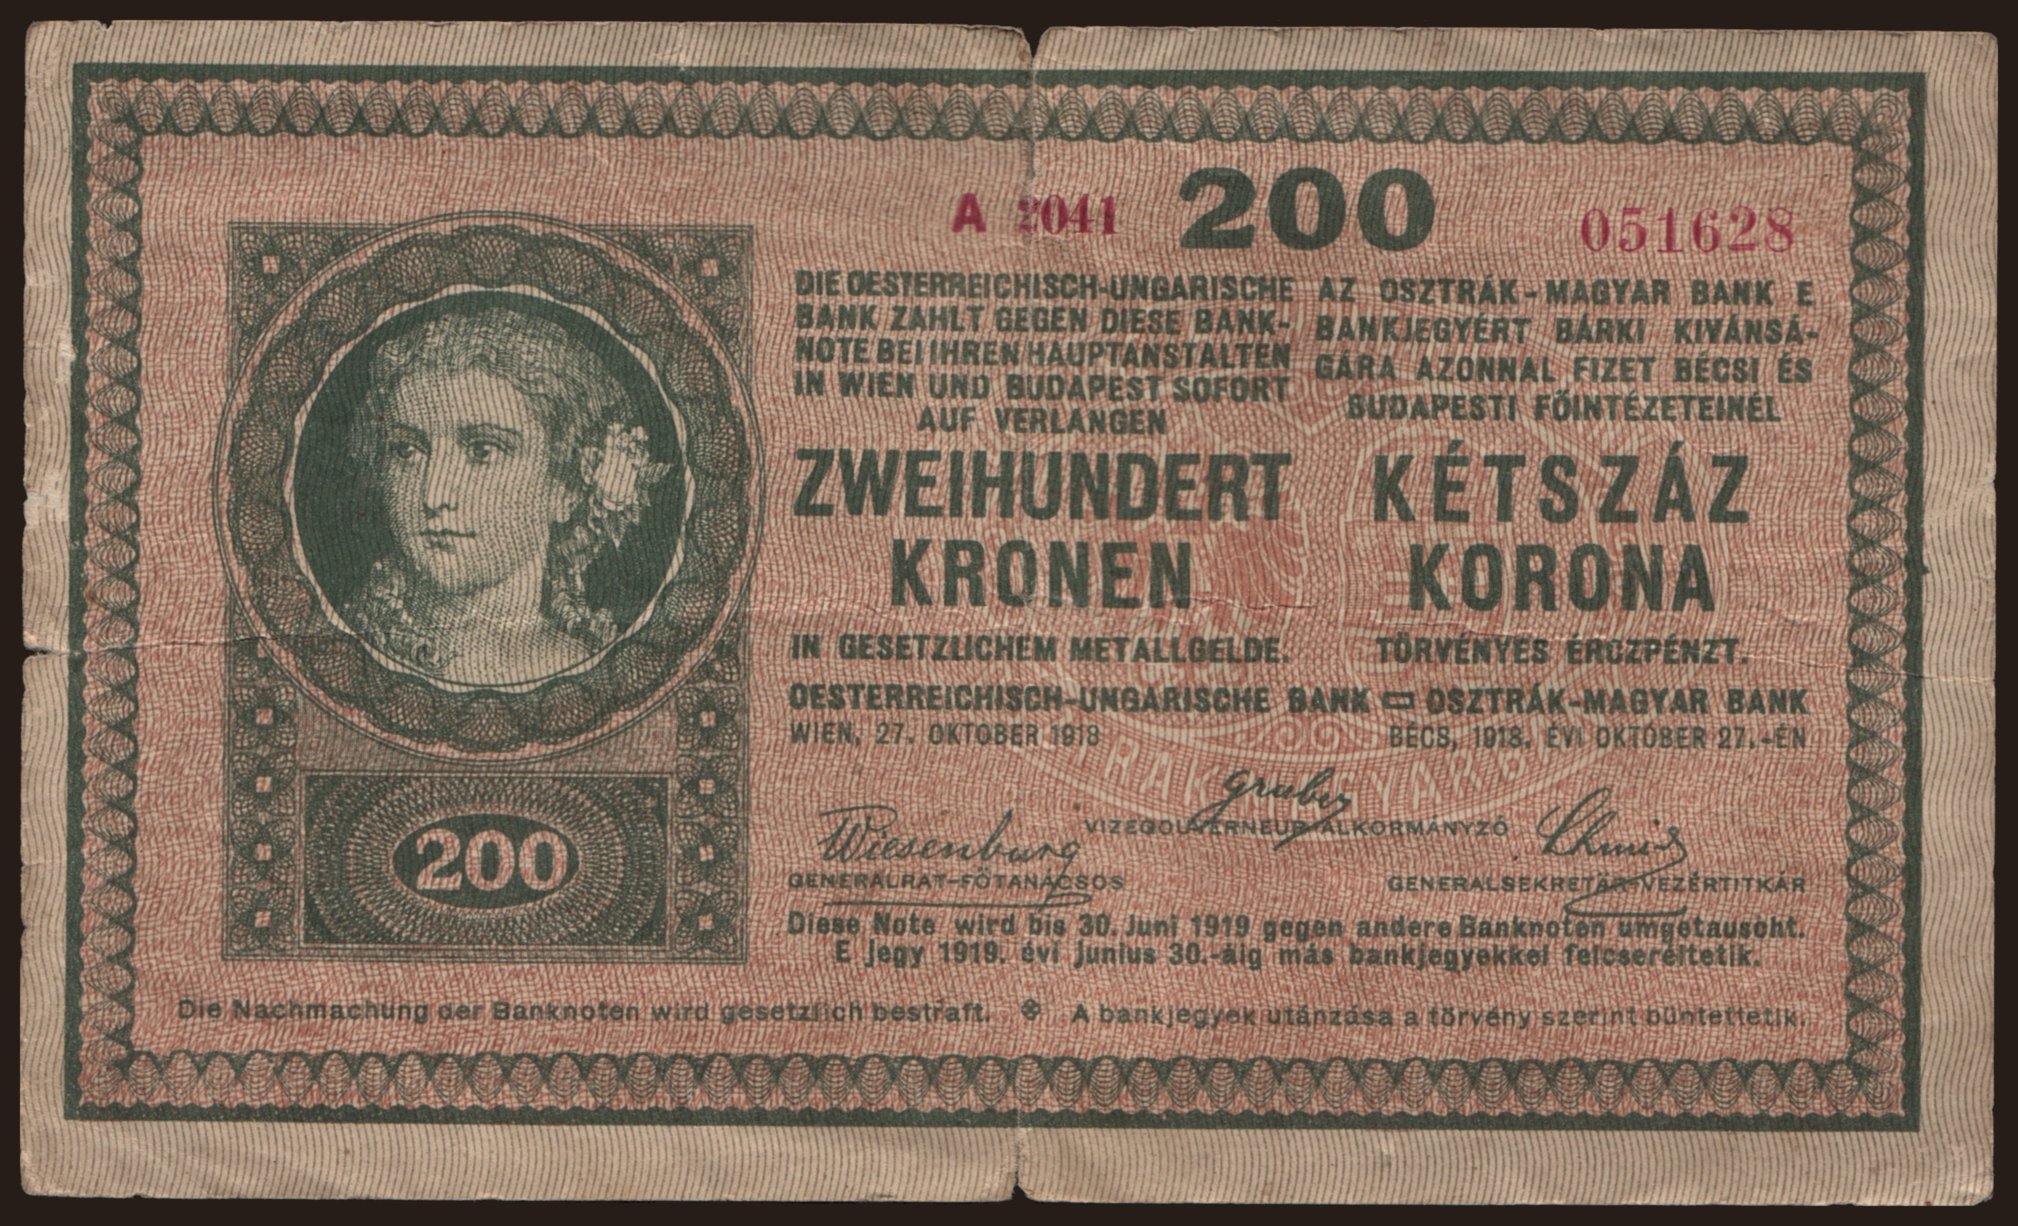 A 2041 200 051628
DIE OESTERREICHISCH-UNGARISCHE
BANK ZAHLT GEGEN DIESE BANK-
NOTE BEI IHREN HAUPTANSTALTEN
IN WIEN UND BUDAPEST SOFORT
AUF VERLANGEN
ZWEIHUNDERT
KRONEN
IN GESETZLICHEM METALLGELDE.
AZ OSZTRÁK-MAGYAR BANK E
BANKJEGYÉRT BÁRKI KIVÁNSÁ-
GÁRA AZONNAL FIZET BÉCSI ÉS
BUDAPESTI FŐINTÉZETEINÉL
KÉTSZÁZ
KORONA
TÖRVÉNYES ÉRCZPÉNZT.
OESTERREICHISCH-UNGARISCHE BANK OSZTRÁK-MAGYAR BANK
WIEN, 27. OKTOBER 1918 BÉCS, 1918. ÉVI OKTÓBER 27.-ÉN
Gruber
VIZEGOUVERNEUR ALKORMÁNYZÓ
Wiesenburg
GENERALRAT-FŐTANÁCSOS
Schmid
GENERALSEKRETÄR-VEZÉRTITKÁR
200
Diese Note wird bis 30. Juni 1919 gegen andere Banknoten umgetauscht.
E jegy 1919. évi junius 30.-áig más bankjegyekkel felcseréltetik.
Die Nachmachung der Banknoten wird gesetzlich bestraft. A bankjegyek utánzása a törvény szerint büntettetik.